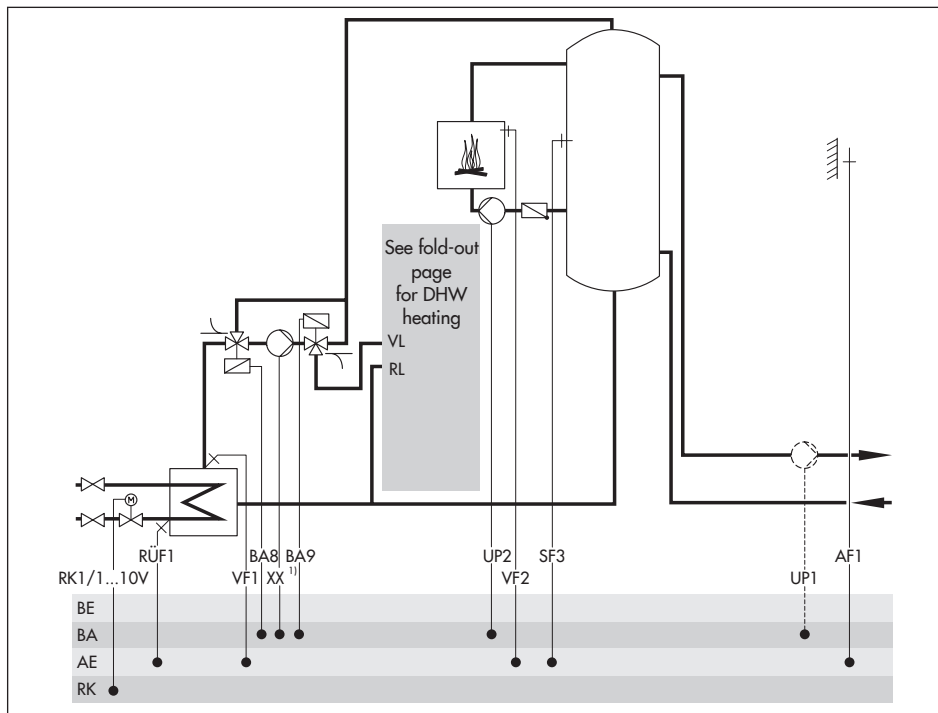 See fold-out
page
for DHW
heating
VL
RL
M
RÜF1 BA8 BA9 UP2 SF3 AF1
RK1/1...10V VF1 XX 1) VF2 UP1
BE
BA
AE
RK